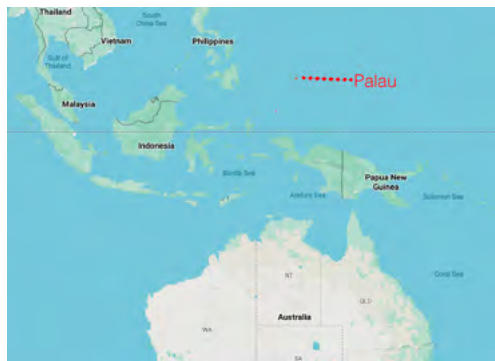 Thailand
South
China Sea
Vietnam
Philippines
Gulf of
Thailand
Palau
Malaysia
Indonesia
Banda Sea
Papua New
Guinea
Arafura Sea
Solomon Sea
Coral Sea
NT
QLD
WA
Australia
SA